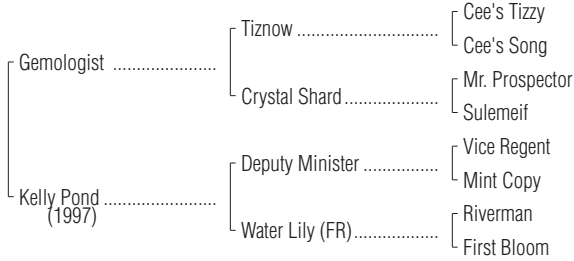 Cee's Tizzy
Tiznow ..............................
Cee's Song
Gemologist ......................
Mr. Prospector
Crystal Shard....................
Sulemeif
Vice Regent
Deputy Minister ................
Mint Copy
Kelly Pond ........................
(1997)
Riverman
Water Lily (FR)..................
First Bloom